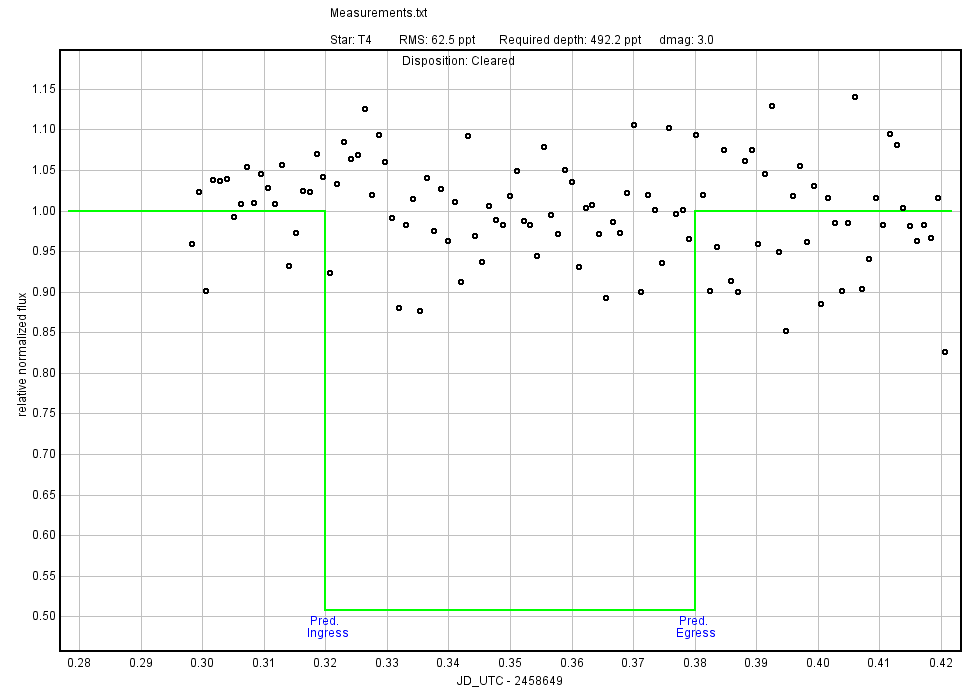 Measurements.txt
Star: T4 RMS: 62.5 ppt Required depth: 492.2 ppt dmag: 3.0
Disposition: Cleared
relative normalized flux
1.15
1.10
1.05
1.00
0.95
0.90
0.85
0.80
0.75
0.70
0.65
0.60
0.55
0.50
Pred.
Ingress
Pred.
Egress
0.28 0.29 0.30 0.31 0.32 0.33 0.34 0.35 0.36 0.37 0.38 0.39 0.40 0.41 0.42
JD_UTC - 2458649